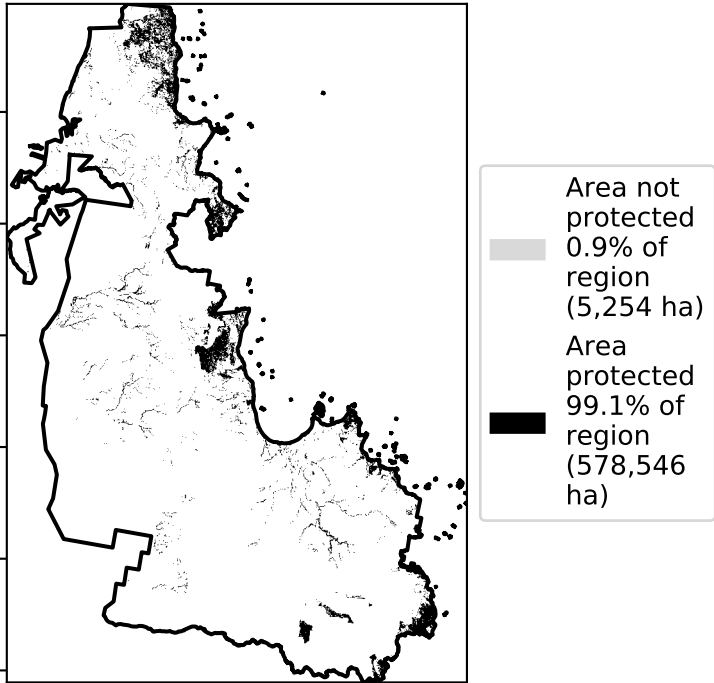 Area not
protected
0.9% of
region
(5,254 ha)
Area
protected
99.1% of
region
(578,546
ha)